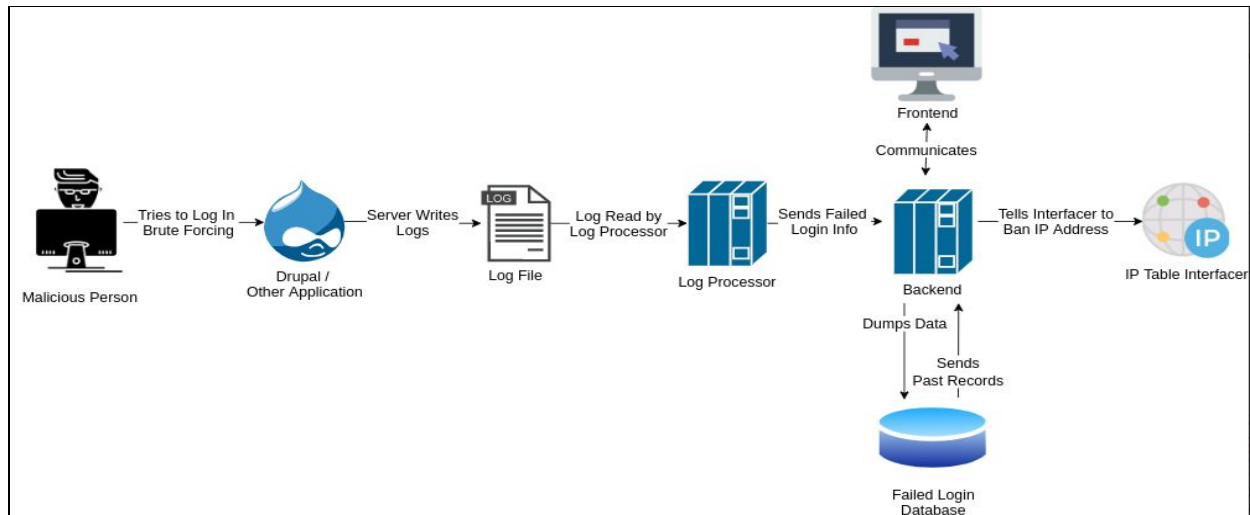 Frontend
Communicates
Tries to Log In
Brute Forcing
Server Writes
Logs
LOG
Log Read by
Log Processor
Sends Failed
Login Info
Tells Interfacer to
Ban IP Address
IP
Malicious Person
Drupal /
Other Application
Log File
Log Processor
Backend
IP Table Interfacer
Dumps Data
Sends
Past Records
Failed Login
Database